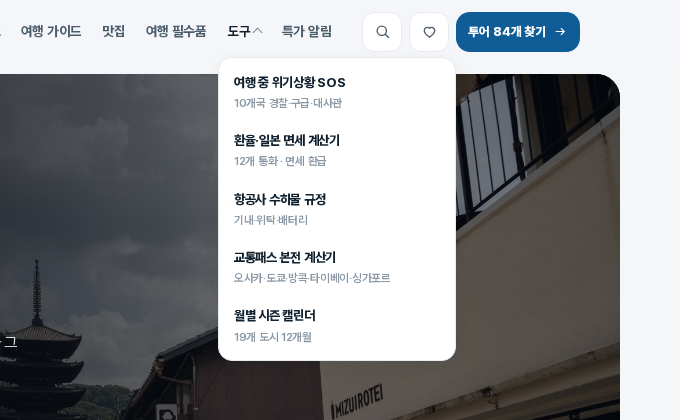 여행 가이드 맛집 여행 필수품 도구 특가 알림 투어 84개 찾기 →
여행 중 위기상황 SOS
10개국 경찰·구급·대사관
환율·일본 면세 계산기
12개 통화 · 면세 환급
항공사 수하물 규정
기내·위탁·배터리
교통패스 본전 계산기
오사카·도쿄·방콕·타이베이·싱가포르
월별 시즌 캘린더
19개 도시 12개월
그
MIZUIROTEI